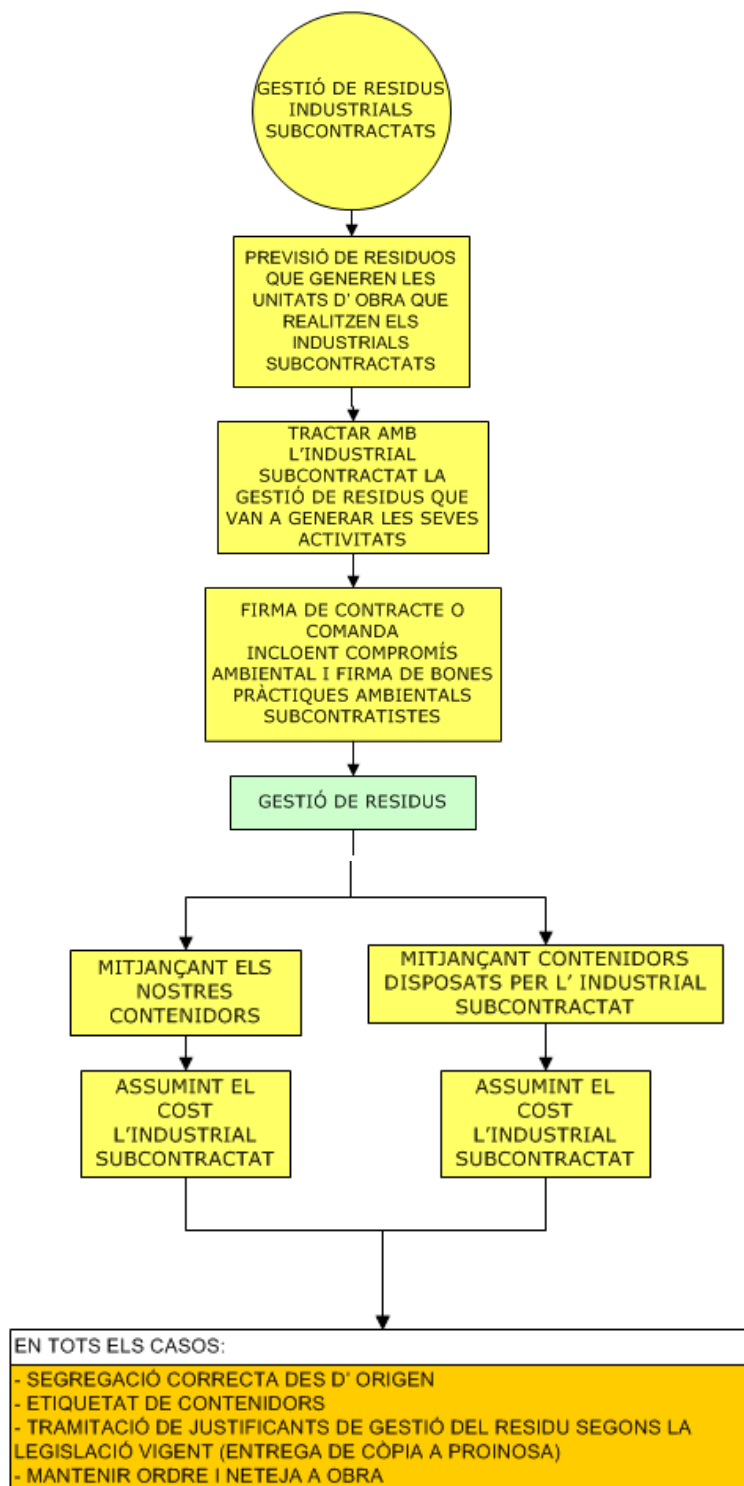 GESTIÓ DE RESIDUS
INDUSTRIALS
SUBCONTRACTATS
PREVISIÓ DE RESIDUOS
QUE GENEREN LES
UNITATS D' OBRA QUE
REALITZEN ELS
INDUSTRIALS
SUBCONTRACTATS
TRACTAR AMB
L'INDUSTRIAL
SUBCONTRACTAT LA
GESTIÓ DE RESIDUS QUE
VAN A GENERAR LES SEVES
ACTIVITATS
FIRMA DE CONTRACTE O
COMANDA
INCLOENT COMPROMÍS
AMBIENTAL I FIRMA DE BONES
PRÀCTIQUES AMBIENTALS
SUBCONTRATISTES
GESTIÓ DE RESIDUS
MITJANÇANT ELS
NOSTRES
CONTENIDORS
MITJANÇANT CONTENIDORS
DISPOSATS PER L' INDUSTRIAL
SUBCONTRACTAT
ASSUMINT EL
COST
L'INDUSTRIAL
SUBCONTRACTAT
ASSUMINT EL
COST
L'INDUSTRIAL
SUBCONTRACTAT
EN TOTS ELS CASOS:
- SEGREGACIÓ CORRECTA DES D' ORIGEN
- ETIQUETAT DE CONTENIDORS
- TRAMITACIÓ DE JUSTIFICANTS DE GESTIÓ DEL RESIDU SEGONS LA
LEGISLACIÓ VIGENT (ENTREGA DE CÒPIA A PROINOSA)
- MANTENIR ORDRE I NETEJA A OBRA